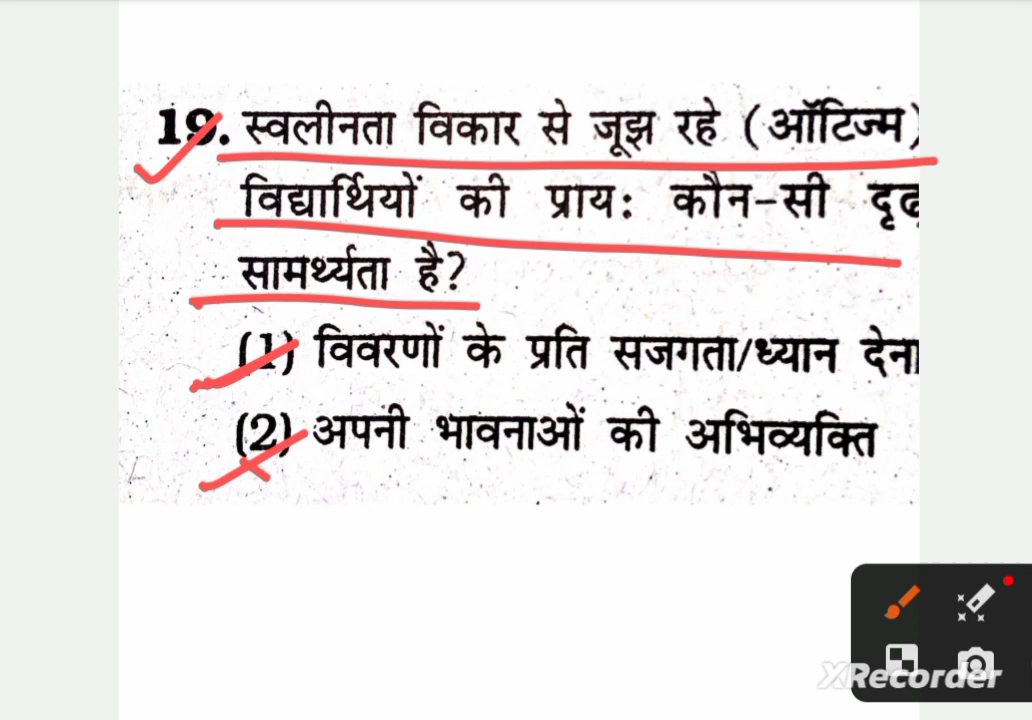 19. स्वलीनता विकार से जूझ रहे (ऑटिज्म)
विद्यार्थियों की प्राय: कौन-सी दृढ
सामर्थ्यता है?
(1) विवरणों के प्रति सजगता/ध्यान देना
(2) अपनी भावनाओं की अभिव्यक्ति
XRecorder